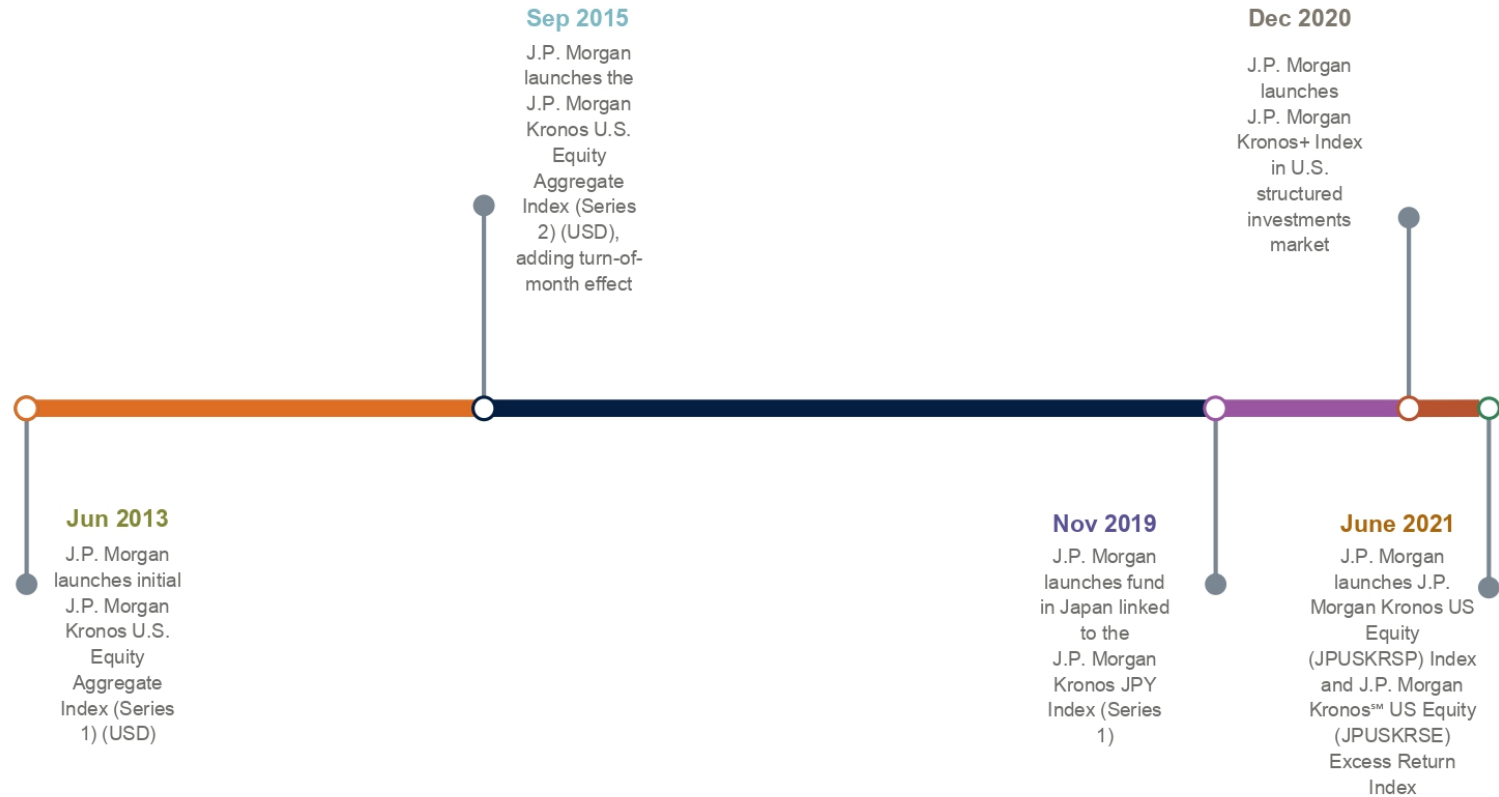 Sep 2015
J.P. Morgan
launches the
J.P. Morgan
Kronos U.S.
Equity
Aggregate
Index (Series
2) (USD),
adding turn-of-
month effect
Dec 2020
J.P. Morgan
launches
J.P. Morgan
Kronos+ Index
in U.S.
structured
investments
market
Jun 2013
J.P. Morgan
launches initial
J.P. Morgan
Kronos U.S.
Equity
Aggregate
Index (Series
1) (USD)
Nov 2019
J.P. Morgan
launches fund
in Japan linked
to the
J.P. Morgan
Kronos JPY
Index (Series
1)
June 2021
J.P. Morgan
launches J.P.
Morgan Kronos US
Equity
(JPUSKRSP) Index
and J.P. Morgan
Kronos℠ US Equity
(JPUSKRSE)
Excess Return
Index